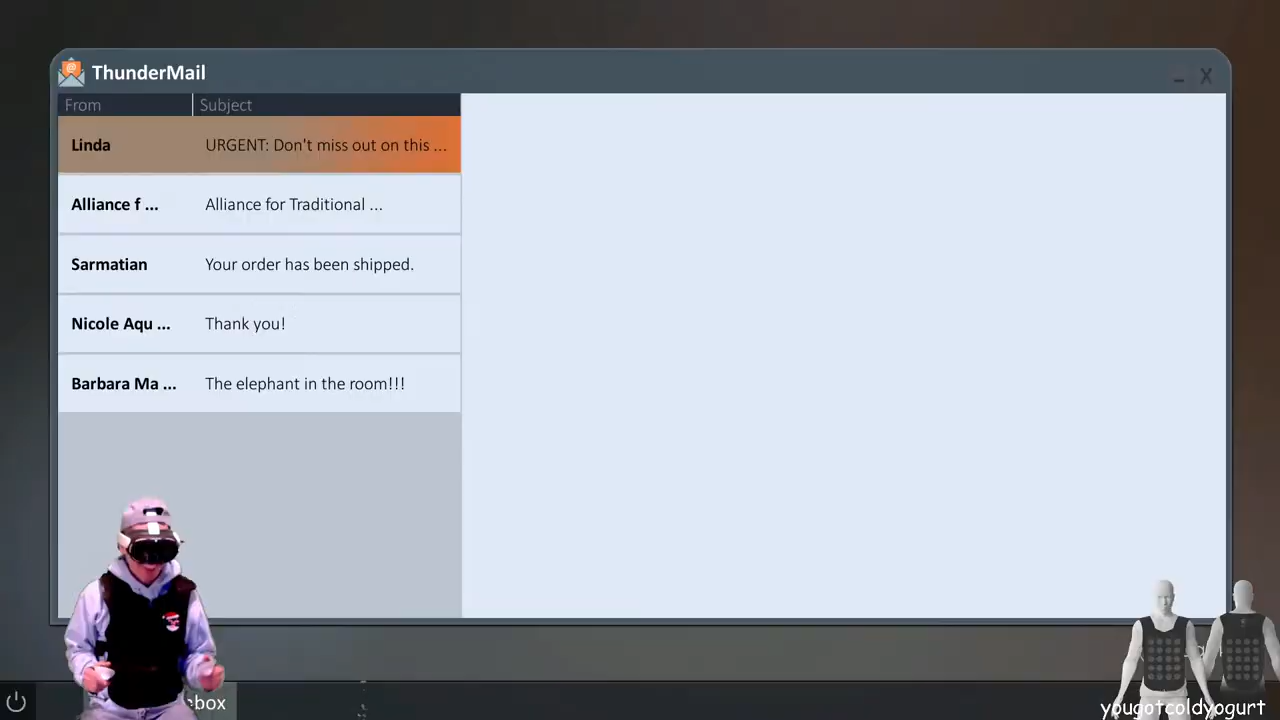 ThunderMail
From Subject
Linda URGENT: Don't miss out on this ...
Alliance f ... Alliance for Traditional ...
Sarmatian Your order has been shipped.
Nicole Aqu ... Thank you!
Barbara Ma ... The elephant in the room!!!
yougotcoldyogurt